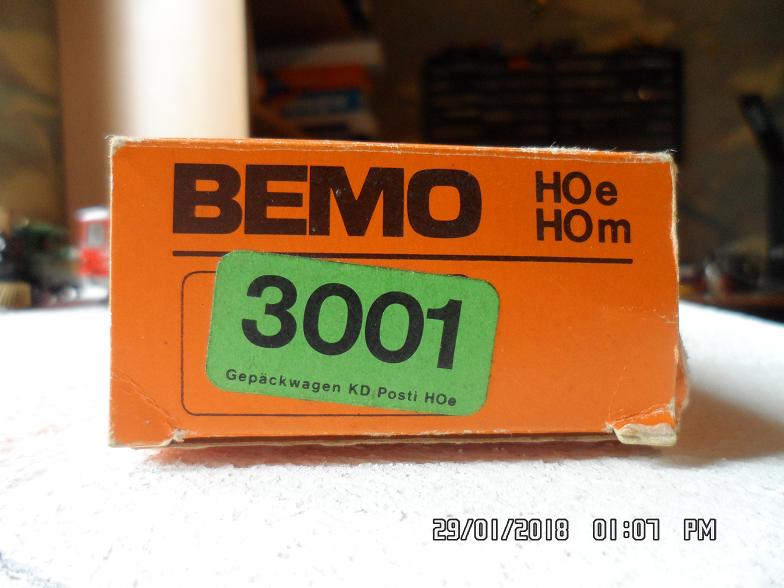 BEMO
HOe
HOm
3001
Gepäckwagen KD Posti HOe
29/01/2018 01:07 PM